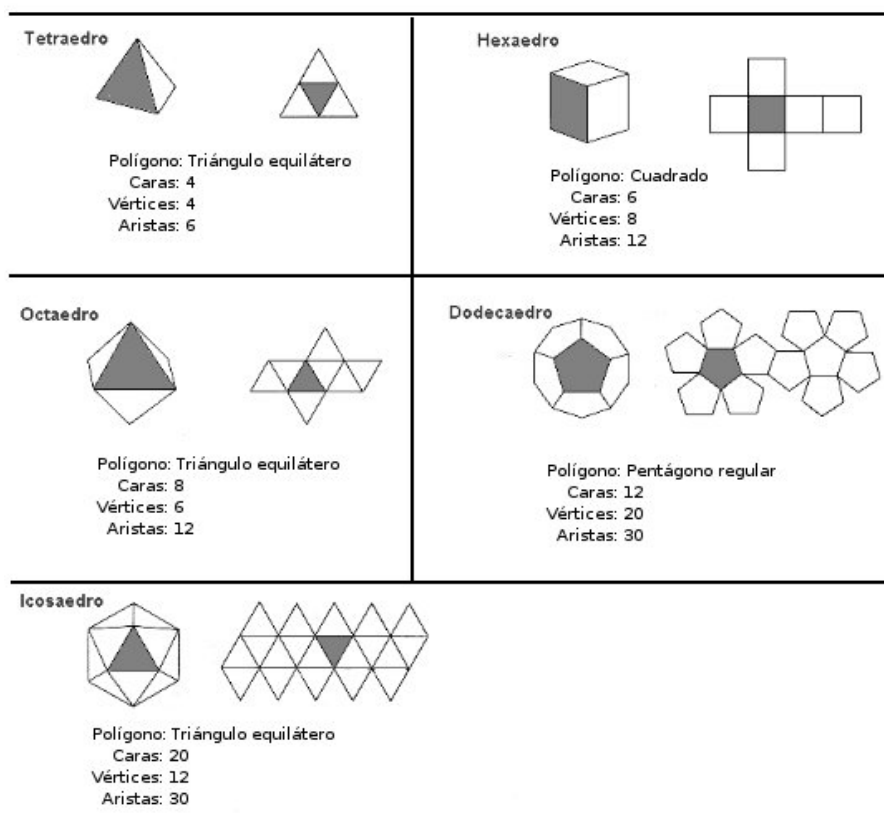 Tetraedro
Polígono: Triángulo equilátero
Caras: 4
Vértices: 4
Aristas: 6
Hexaedro
Polígono: Cuadrado
Caras: 6
Vértices: 8
Aristas: 12
Octaedro
Polígono: Triángulo equilátero
Caras: 8
Vértices: 6
Aristas: 12
Dodecaedro
Polígono: Pentágono regular
Caras: 12
Vértices: 20
Aristas: 30
Icosaedro
Polígono: Triángulo equilátero
Caras: 20
Vértices: 12
Aristas: 30